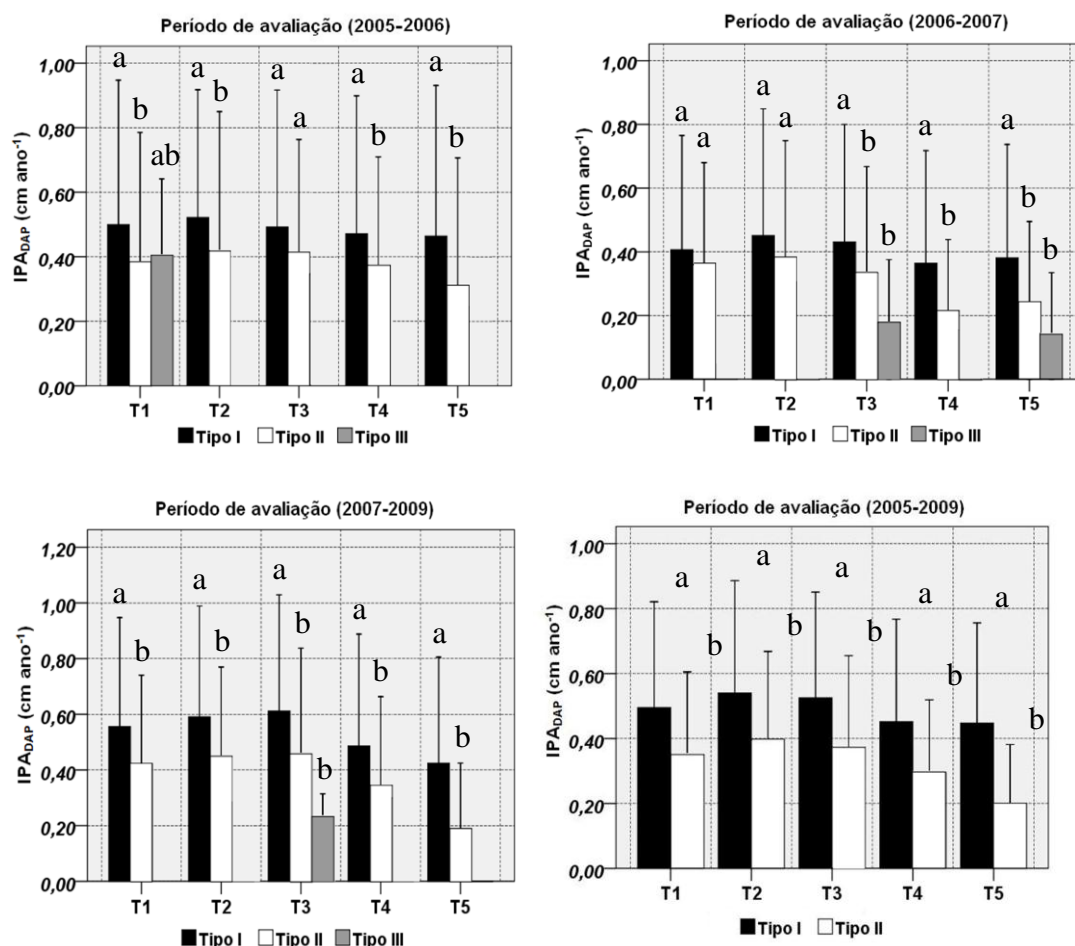 Período de avaliação (2005-2006)
a
b
ab
a
b
a
a
a
b
a
b
1,00
0,80
0,60
0,40
0,20
0,00
IPA_DAP (cm ano⁻¹)
T1 T2 T3 T4 T5
Tipo I Tipo II Tipo III
Período de avaliação (2006-2007)
a
a
a
a
a
b
b
a
b
a
b
b
1,00
0,80
0,60
0,40
0,20
0,00
IPA_DAP (cm ano⁻¹)
T1 T2 T3 T4 T5
Tipo I Tipo II Tipo III
Período de avaliação (2007-2009)
a
b
a
b
a
b
b
a
b
a
b
1,20
1,00
0,80
0,60
0,40
0,20
0,00
IPA_DAP (cm ano⁻¹)
T1 T2 T3 T4 T5
Tipo I Tipo II Tipo III
Período de avaliação (2005-2009)
a
b
a
b
a
b
a
b
a
b
1,00
0,80
0,60
0,40
0,20
0,00
IPA_DAP (cm ano⁻¹)
T1 T2 T3 T4 T5
Tipo I Tipo II